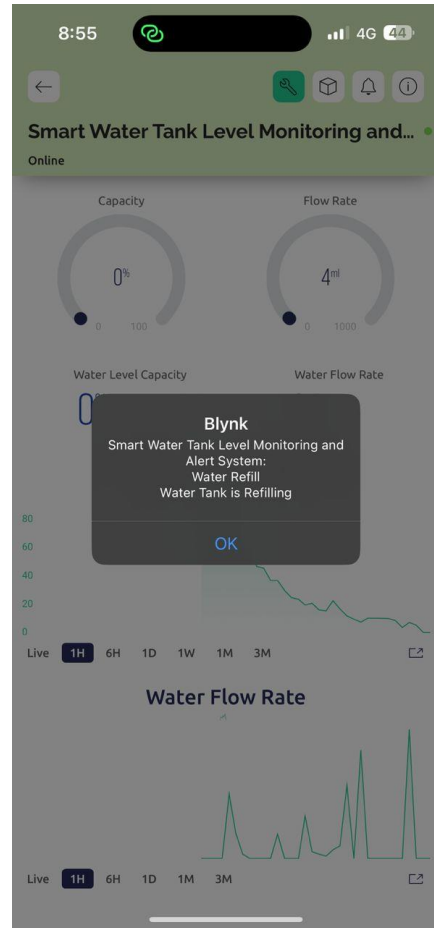 8:55
4G 44
Smart Water Tank Level Monitoring and...
Online
Capacity
Flow Rate
0%
4ml
0 100
0 1000
Water Level Capacity
Water Flow Rate
0
Blynk
Smart Water Tank Level Monitoring and
Alert System:
Water Refill
Water Tank is Refilling
OK
80
60
40
20
0
Live 1H 6H 1D 1W 1M 3M
Water Flow Rate
Live 1H 6H 1D 1M 3M